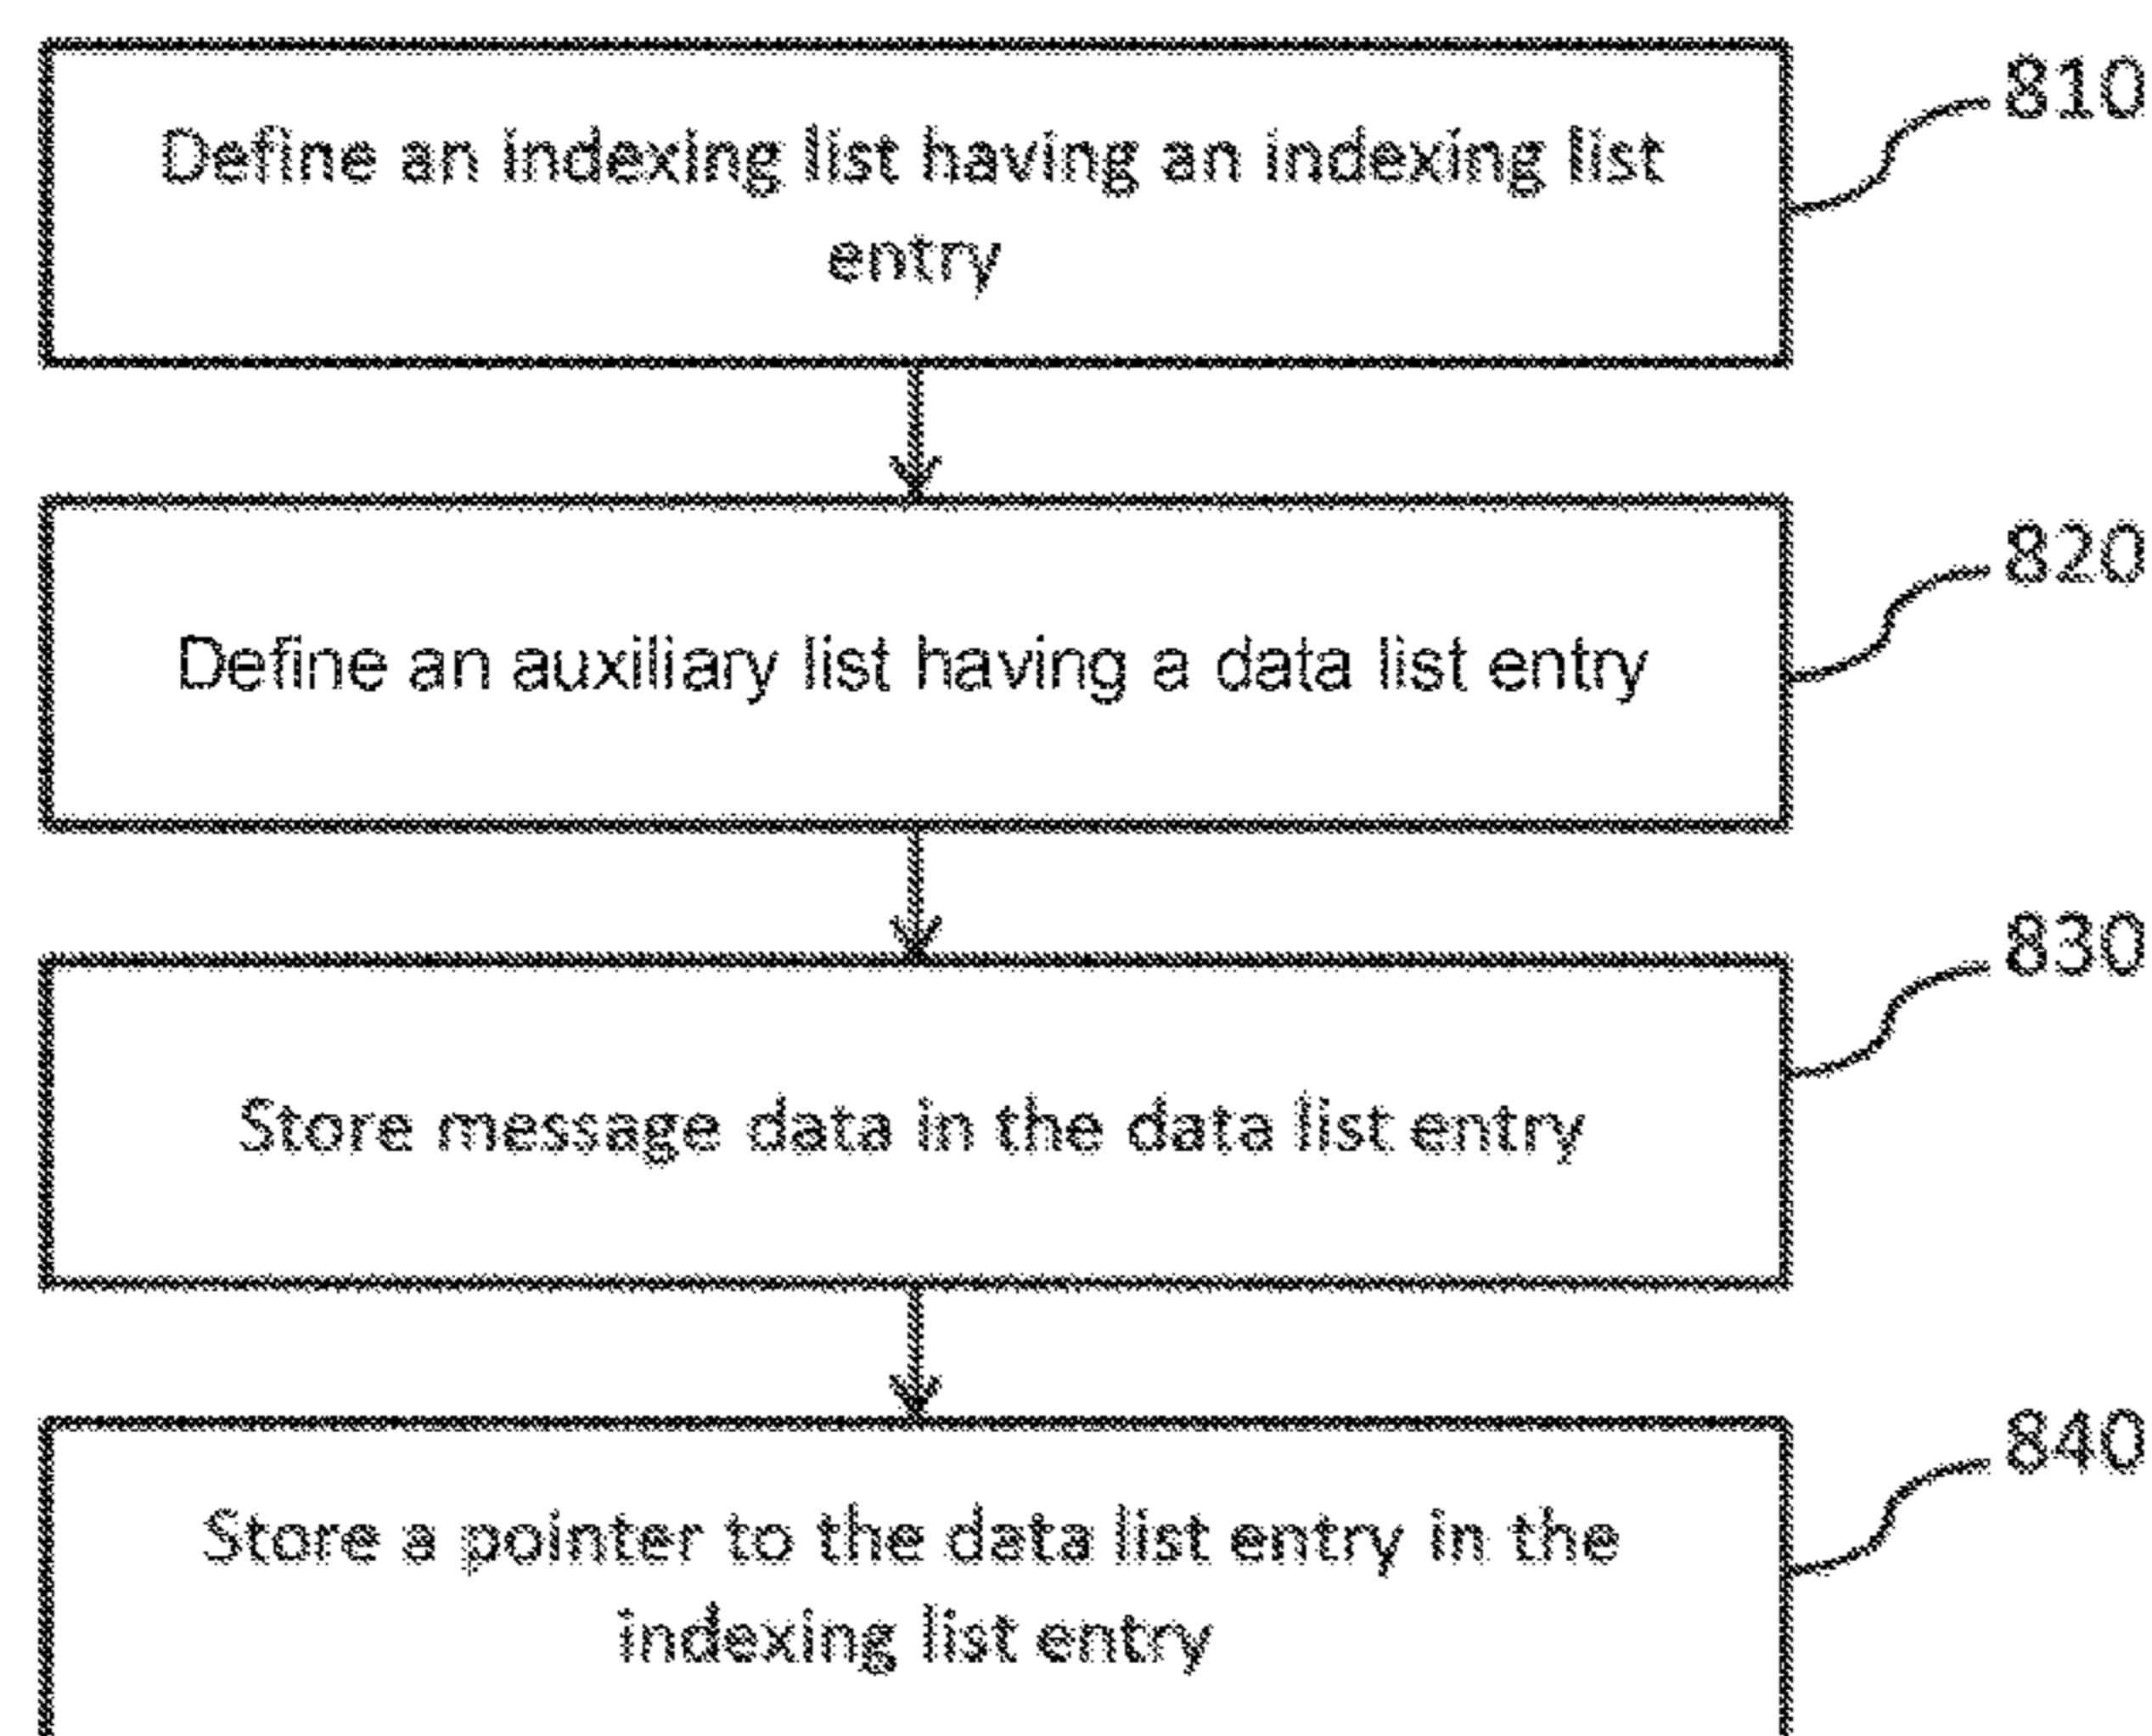 Define an indexing list having an indexing list
entry
810
Define an auxiliary list having a data list entry
820
Store message data in the data list entry
830
Store a pointer to the data list entry in the
indexing list entry
840